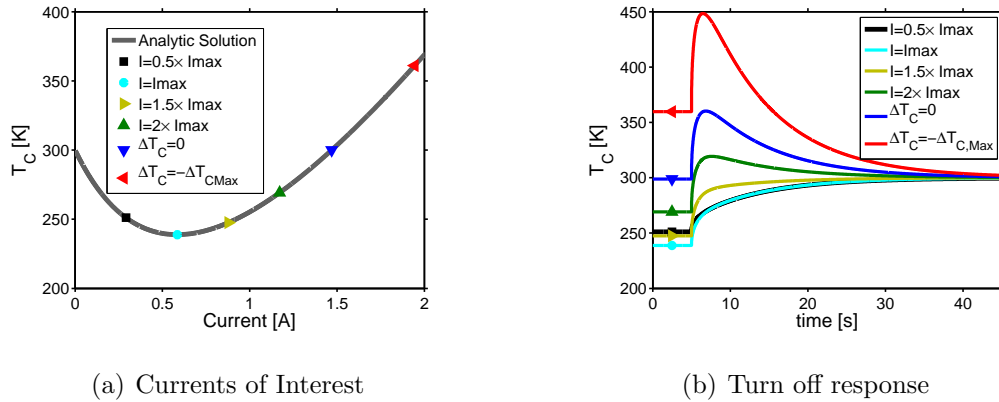 Analytic Solution
I=0.5× Imax
I=Imax
I=1.5× Imax
I=2× Imax
ΔT_C=0
ΔT_C=−ΔT_CMax
400
350
300
250
200
T_C [K]
0
0.5
1
1.5
2
Current [A]
(a) Currents of Interest
I=0.5× Imax
I=Imax
I=1.5× Imax
I=2× Imax
ΔT_C=0
ΔT_C=−ΔT_C,Max
450
400
350
300
250
200
T_C [K]
0
10
20
30
40
time [s]
(b) Turn off response